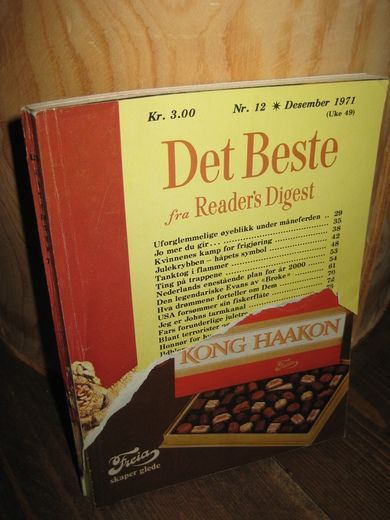 Kr. 3.00 Nr. 12 ✶ Desember 1971
(Uke 49)
Det Beste
fra Reader's Digest
Uforglemmelige øyeblikk under måneferden .. 29
Jo mer du gir... 35
Kvinnenes kamp for frigjøring 38
Julekrybben – håpets symbol 42
Tanktog i flammer 48
Ting på trappene 53
Nederlands enestående plan for år 2000 54
Den legendariske Evans av «Broke» 61
Hva drømmene forteller om Dem 70
USA forsømmer sin fiskerflåte 72
Jeg er Johns tarmkanal
Fars forunderlige juletre
Blant terrorister
Honnør for
KONG HAAKON
Freia
Freia
skaper glede